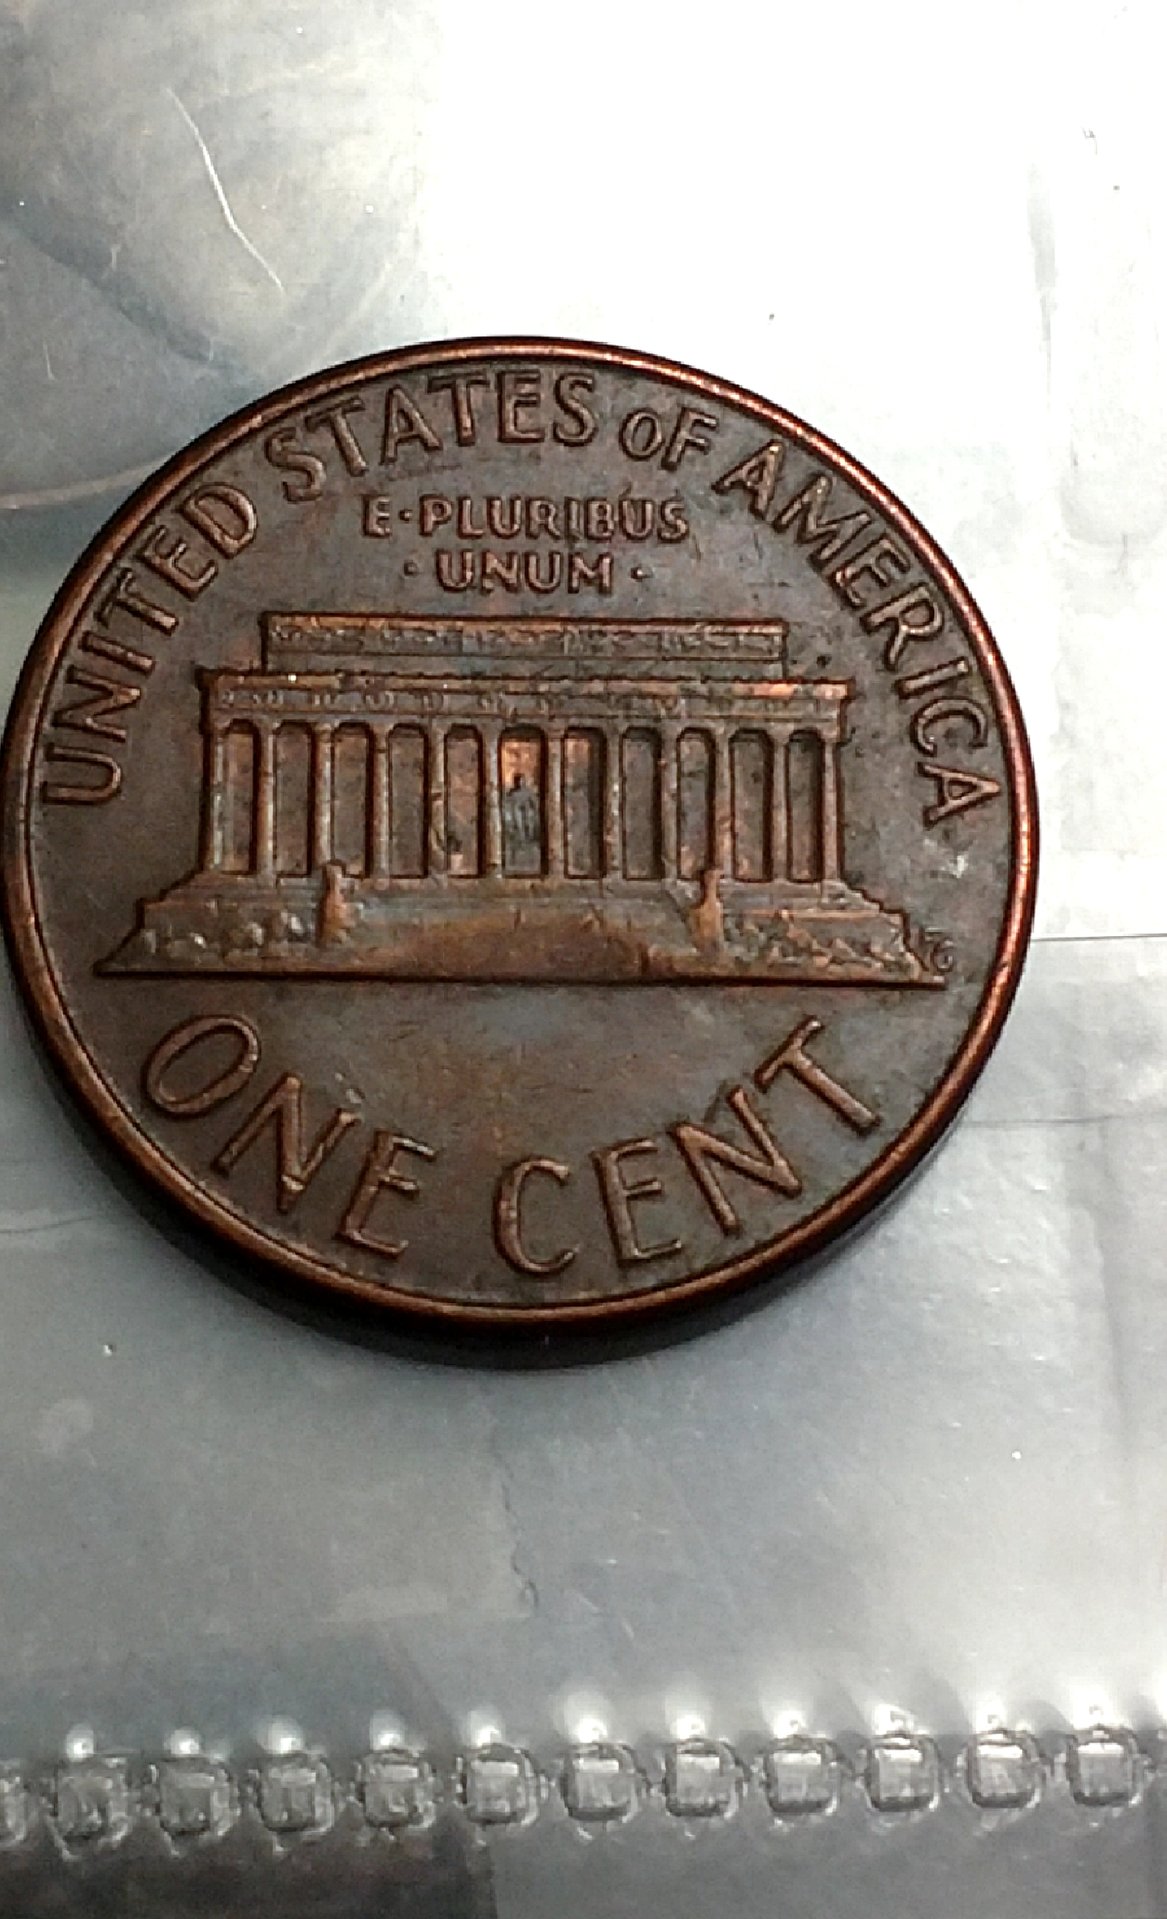 UNITED STATES OF AMERICA
E·PLURIBUS
·UNUM·
ONE CENT